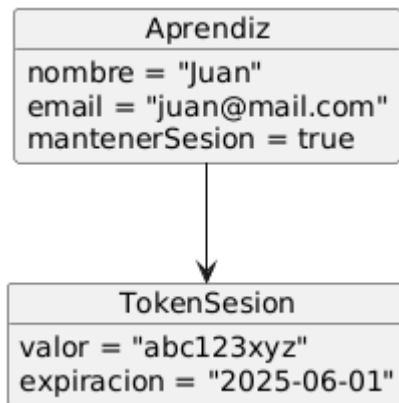 Aprendiz
nombre = "Juan"
email = "juan@mail.com"
mantenerSesion = true
TokenSesion
valor = "abc123xyz"
expiracion = "2025-06-01"